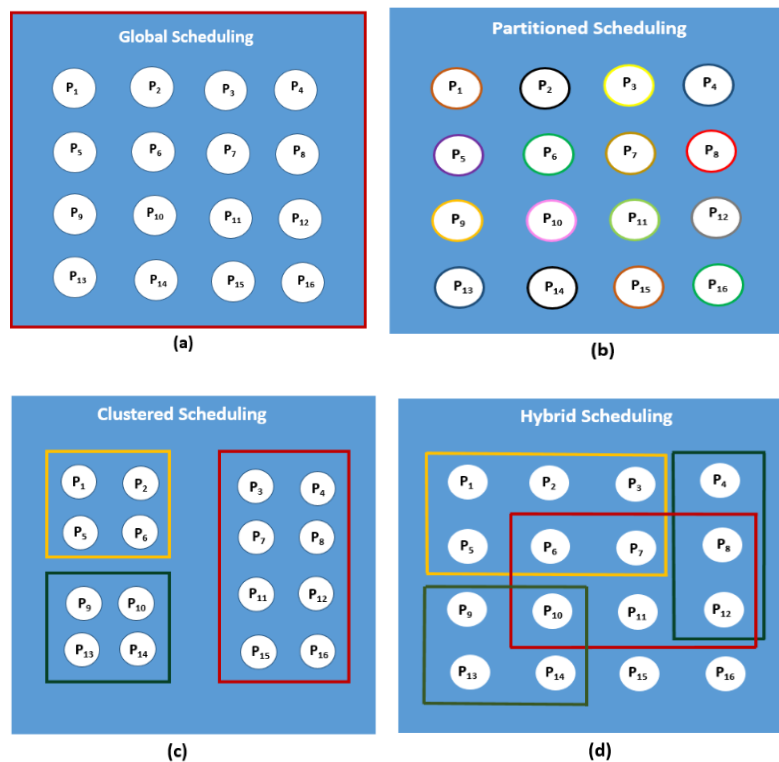 Global Scheduling
P1 P2 P3 P4
P5 P6 P7 P8
P9 P10 P11 P12
P13 P14 P15 P16
(a)
Partitioned Scheduling
P1 P2 P3 P4
P5 P6 P7 P8
P9 P10 P11 P12
P13 P14 P15 P16
(b)
Clustered Scheduling
P1 P2 P3 P4
P5 P6 P7 P8
P9 P10 P11 P12
P13 P14 P15 P16
(c)
Hybrid Scheduling
P1 P2 P3 P4
P5 P6 P7 P8
P9 P10 P11 P12
P13 P14 P15 P16
(d)